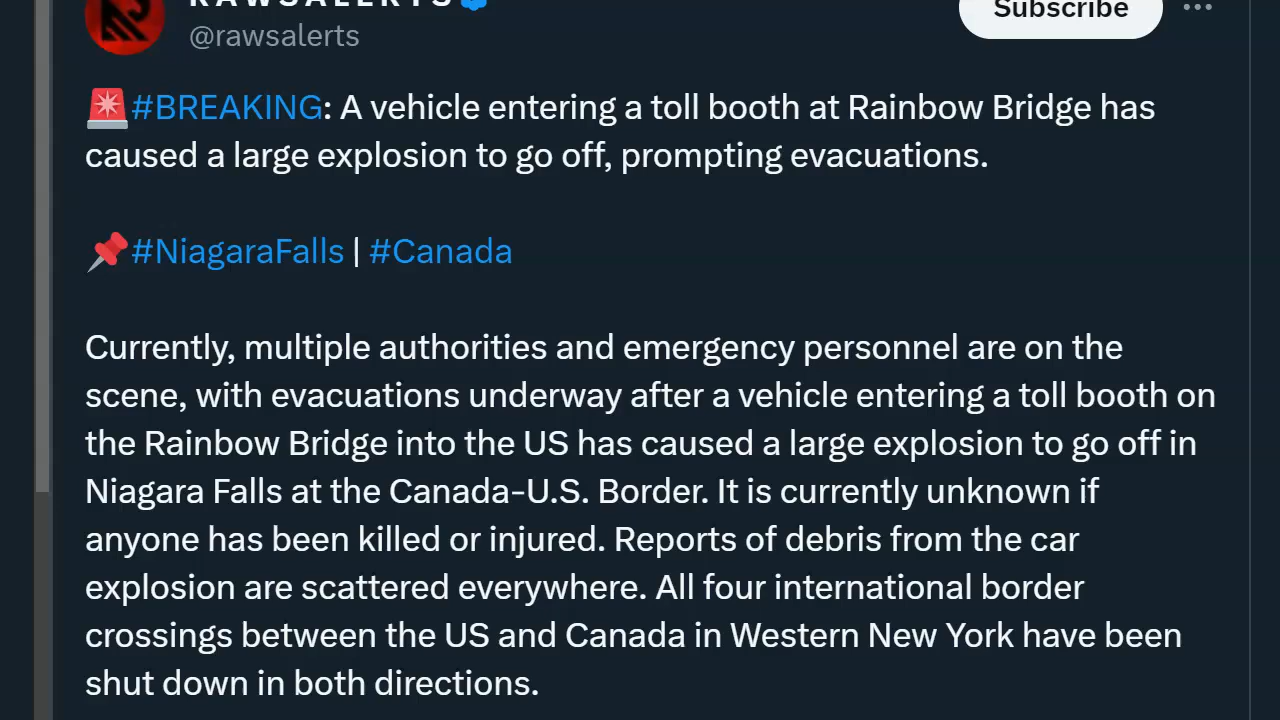 RAWSALERTS
Subscribe
@rawsalerts
#BREAKING: A vehicle entering a toll booth at Rainbow Bridge has
caused a large explosion to go off, prompting evacuations.
#NiagaraFalls | #Canada
Currently, multiple authorities and emergency personnel are on the
scene, with evacuations underway after a vehicle entering a toll booth on
the Rainbow Bridge into the US has caused a large explosion to go off in
Niagara Falls at the Canada-U.S. Border. It is currently unknown if
anyone has been killed or injured. Reports of debris from the car
explosion are scattered everywhere. All four international border
crossings between the US and Canada in Western New York have been
shut down in both directions.